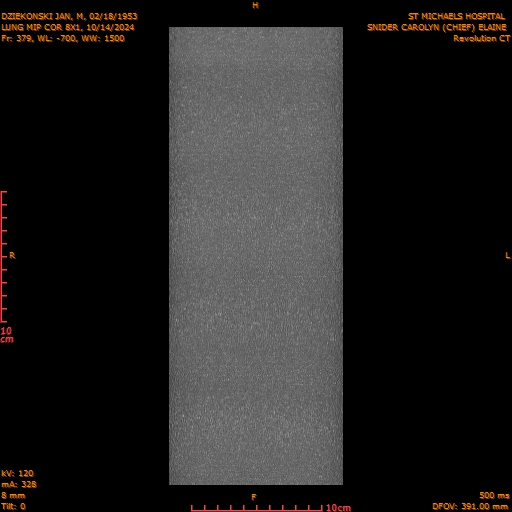 H
DZIEKONSKI JAN, M, 02/18/1953
LUNG MIP COR 8X1, 10/14/2024
Fr: 379, WL: -700, WW: 1500
ST MICHAELS HOSPITAL
SNIDER CAROLYN (CHIEF) ELAINE
Revolution CT
R
L
10
cm
kV: 120
mA: 328
8 mm
Tilt: 0
F
10cm
500 ms
DFOV: 391.00 mm